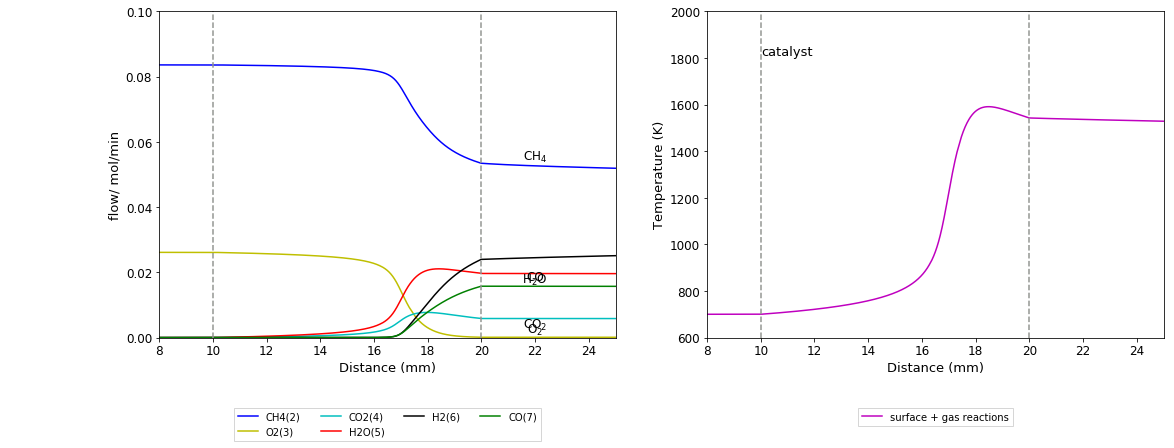 0.10
0.08
0.06
0.04
0.02
0.00
flow/ mol/min
CH4
CO
H2O
CO2
O2
8 10 12 14 16 18 20 22 24
Distance (mm)
CH4(2) CO2(4) H2(6) CO(7)
O2(3) H2O(5)
2000
1800
1600
1400
1200
1000
800
600
Temperature (K)
catalyst
8 10 12 14 16 18 20 22 24
Distance (mm)
surface + gas reactions